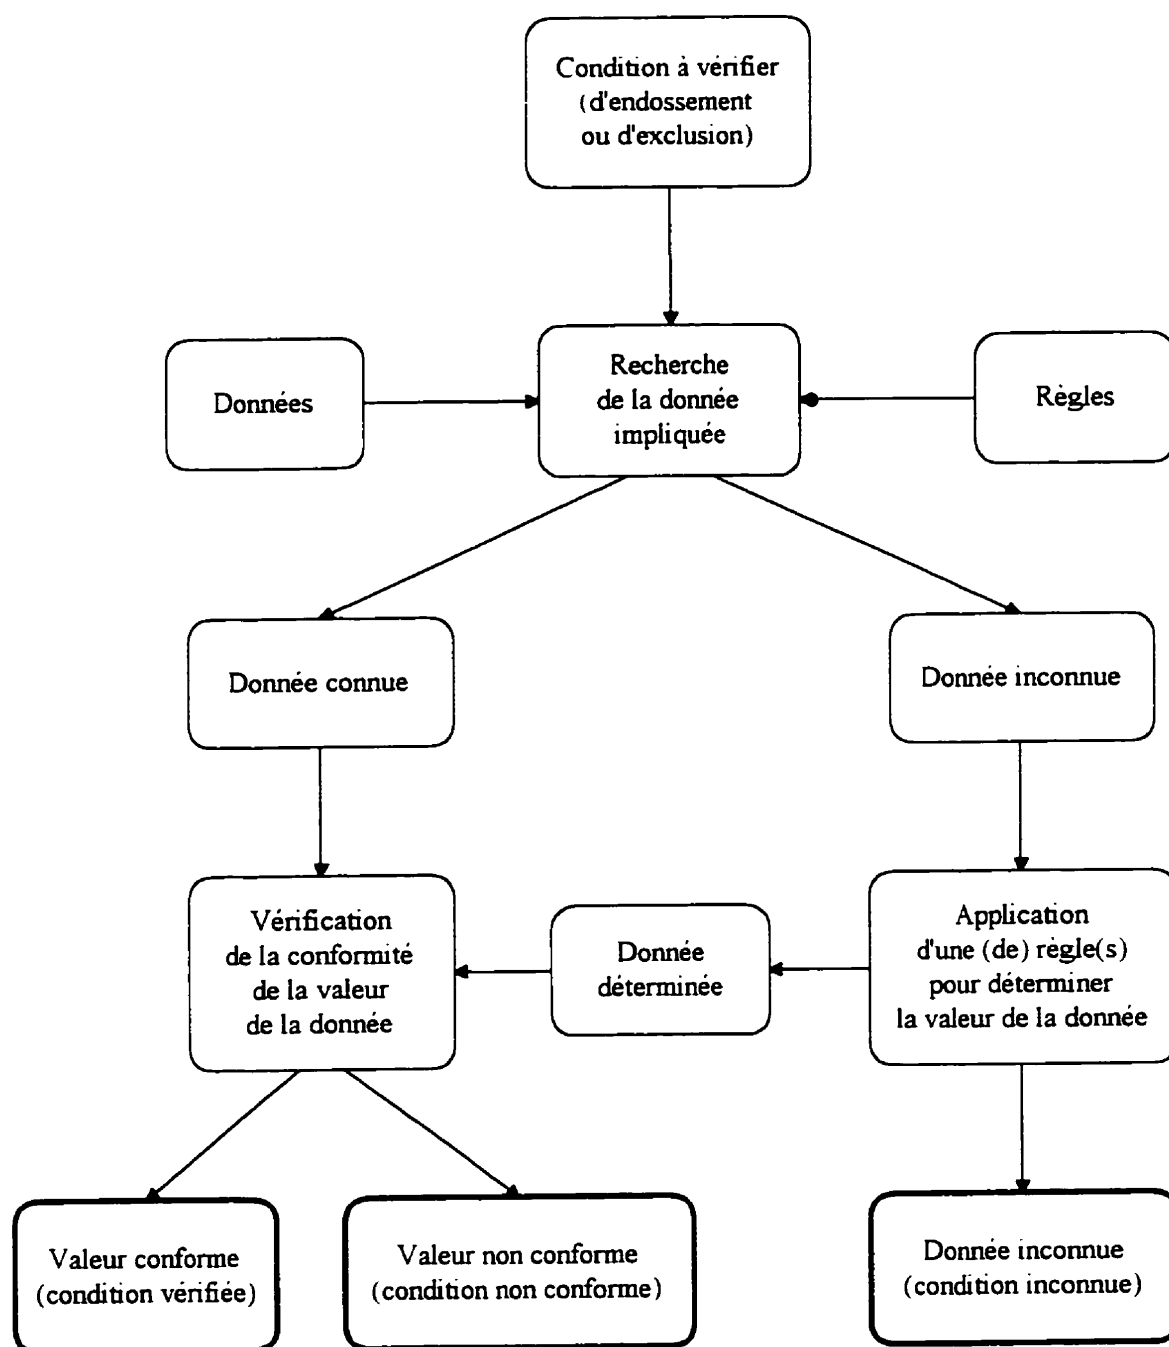 Condition à vérifier
(d'endossement
ou d'exclusion)
Données
Recherche
de la donnée
impliquée
Règles
Donnée connue
Donnée inconnue
Vérification
de la conformité
de la valeur
de la donnée
Donnée
déterminée
Application
d'une (de) règle(s)
pour déterminer
la valeur de la donnée
Valeur conforme
(condition vérifiée)
Valeur non conforme
(condition non conforme)
Donnée inconnue
(condition inconnue)